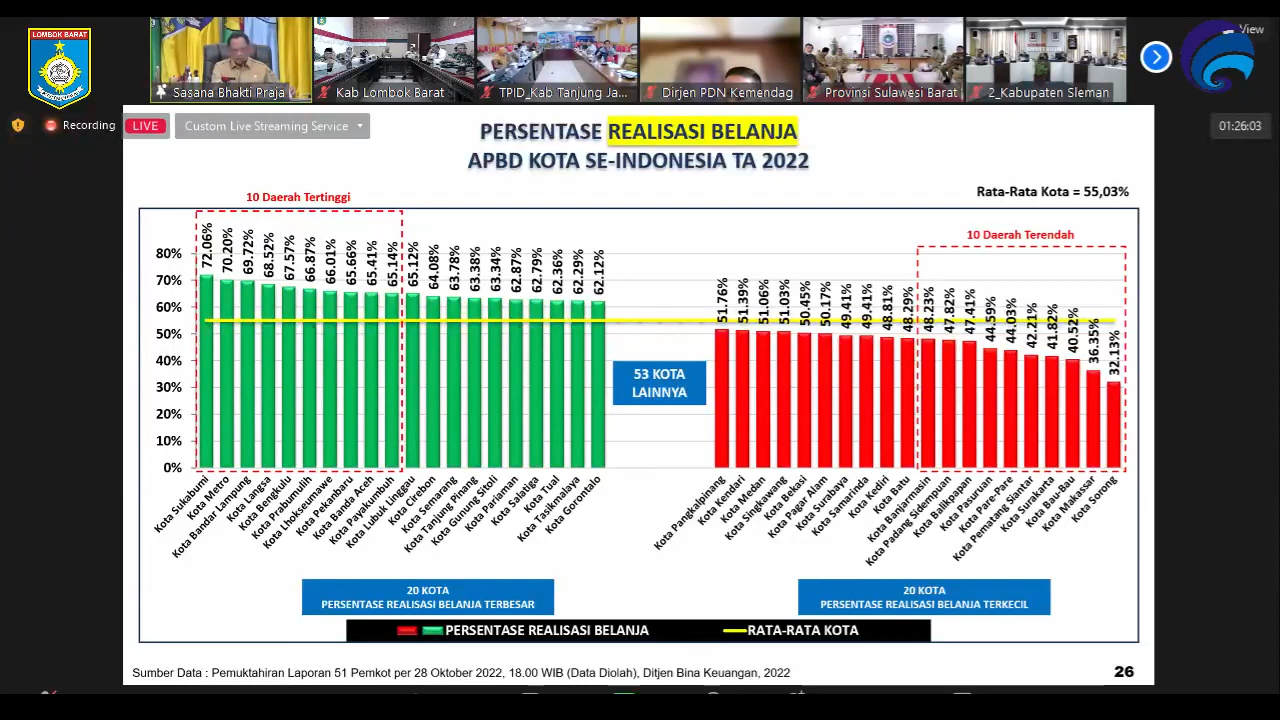 LOMBOK BARAT
Sasana Bhakti Praja
Kab Lombok Barat
TPID_Kab Tanjung Ja...
Dirjen PDN Kemendag
Provinsi Sulawesi Barat
2_Kabupaten Sleman
View
Recording
LIVE
Custom Live Streaming Service
01:26:03
PERSENTASE REALISASI BELANJA
APBD KOTA SE-INDONESIA TA 2022
Rata-Rata Kota = 55,03%
10 Daerah Tertinggi
10 Daerah Terendah
80%
70%
60%
50%
40%
30%
20%
10%
0%
72.06%
70.20%
69.72%
68.52%
67.57%
66.87%
66.01%
65.66%
65.41%
65.14%
65.12%
64.08%
63.78%
63.38%
63.34%
62.87%
62.79%
62.36%
62.29%
62.12%
53 KOTA
LAINNYA
51.76%
51.39%
51.06%
51.03%
50.45%
50.17%
49.41%
49.41%
48.81%
48.29%
48.23%
47.82%
47.41%
44.59%
44.03%
42.21%
41.82%
40.52%
36.35%
32.13%
Kota Sukabumi
Kota Metro
Kota Bandar Lampung
Kota Langsa
Kota Bengkulu
Kota Prabumulih
Kota Lhokseumawe
Kota Pekanbaru
Kota Banda Aceh
Kota Payakumbuh
Kota Lubuk Linggau
Kota Cirebon
Kota Semarang
Kota Tanjung Pinang
Kota Gunung Sitoli
Kota Pariaman
Kota Salatiga
Kota Tual
Kota Tasikmalaya
Kota Gorontalo
Kota Pangkalpinang
Kota Kendari
Kota Medan
Kota Singkawang
Kota Bekasi
Kota Pagar Alam
Kota Surabaya
Kota Samarinda
Kota Kediri
Kota Batu
Kota Banjarmasin
Kota Padang Sidempuan
Kota Balikpapan
Kota Pasuruan
Kota Pare-Pare
Kota Pematang Siantar
Kota Surakarta
Kota Bau-Bau
Kota Makassar
Kota Sorong
20 KOTA
PERSENTASE REALISASI BELANJA TERBESAR
20 KOTA
PERSENTASE REALISASI BELANJA TERKECIL
PERSENTASE REALISASI BELANJA
RATA-RATA KOTA
Sumber Data : Pemuktahiran Laporan 51 Pemkot per 28 Oktober 2022, 18.00 WIB (Data Diolah), Ditjen Bina Keuangan, 2022
26